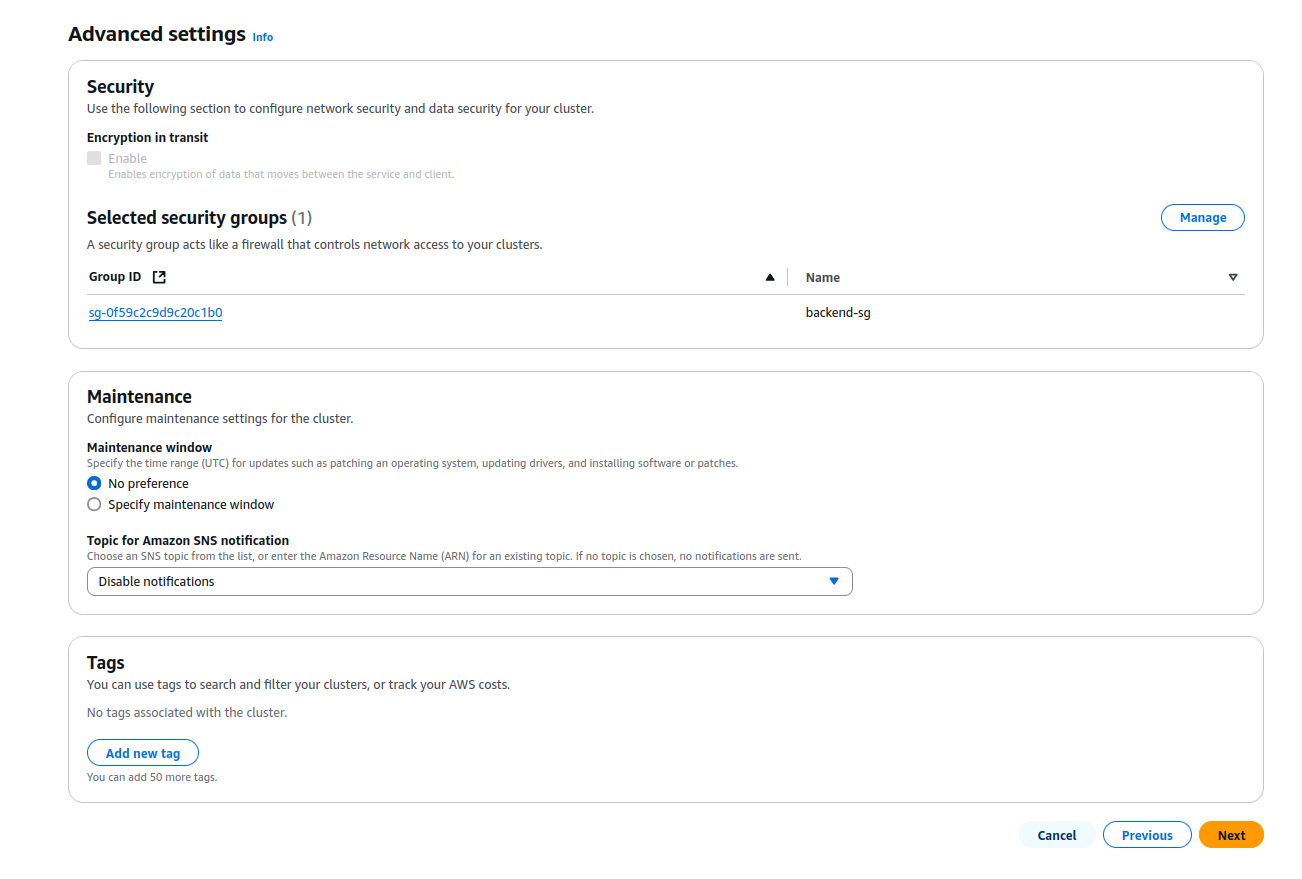 Advanced settings Info
Security
Use the following section to configure network security and data security for your cluster.
Encryption in transit
Enable
Enables encryption of data that moves between the service and client.
Selected security groups (1)
Manage
A security group acts like a firewall that controls network access to your clusters.
Group ID Name
sg-0f59c2c9d9c20c1b0 backend-sg
Maintenance
Configure maintenance settings for the cluster.
Maintenance window
Specify the time range (UTC) for updates such as patching an operating system, updating drivers, and installing software or patches.
No preference
Specify maintenance window
Topic for Amazon SNS notification
Choose an SNS topic from the list, or enter the Amazon Resource Name (ARN) for an existing topic. If no topic is chosen, no notifications are sent.
Disable notifications
Tags
You can use tags to search and filter your clusters, or track your AWS costs.
No tags associated with the cluster.
Add new tag
You can add 50 more tags.
Cancel Previous Next